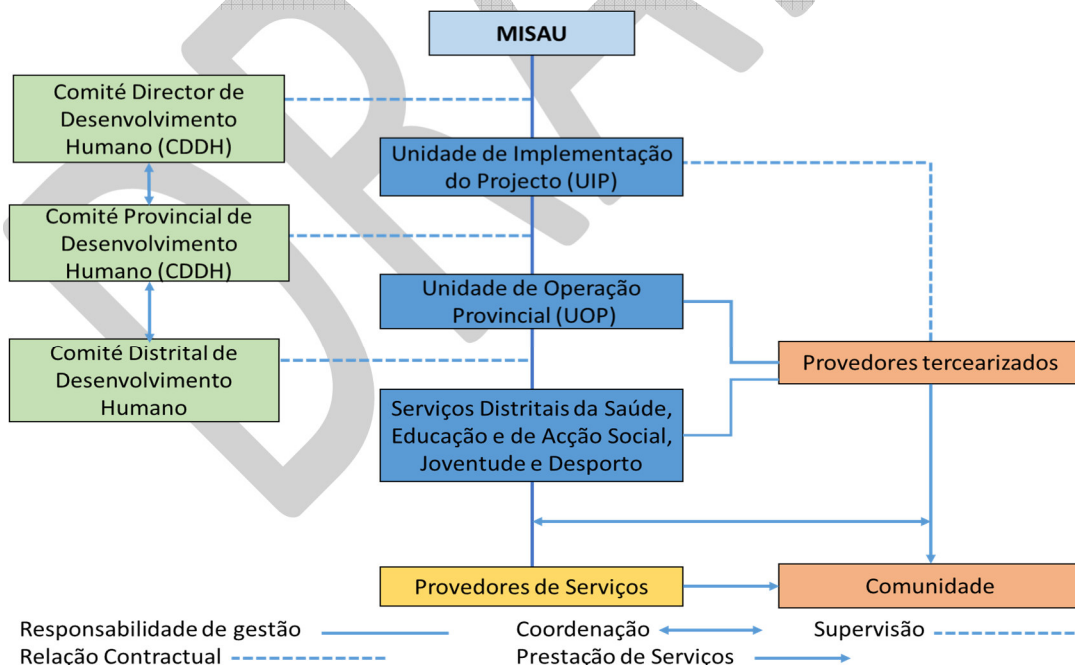 MISAU
Comité Director de
Desenvolvimento
Humano (CDDH)
Unidade de Implementação
do Projecto (UIP)
Comité Provincial de
Desenvolvimento
Humano (CDDH)
Unidade de Operação
Provincial (UOP)
Comité Distrital de
Desenvolvimento
Humano
Provedores tercearizados
Serviços Distritais da Saúde,
Educação e de Acção Social,
Joventude e Desporto
Provedores de Serviços
Comunidade
Responsabilidade de gestão
Coordenação
Supervisão
Relação Contractual
Prestação de Serviços